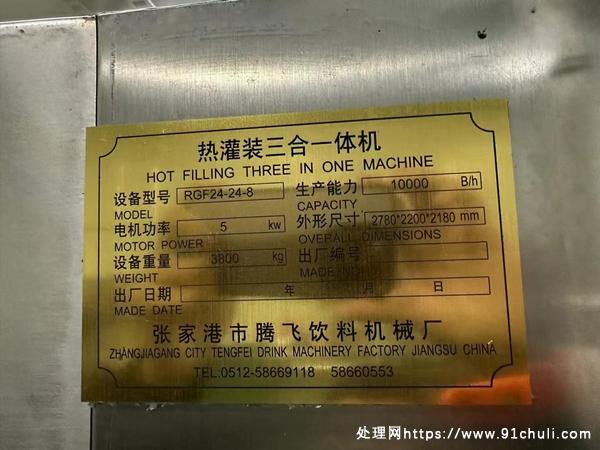 热灌装三合一体机
HOT FILLING THREE IN ONE MACHINE
设备型号 RGF24-24-8 生产能力 10000 B/h
MODEL CAPACITY
电机功率 5 kw 外形尺寸 2780*2200*2180 mm
MOTOR POWER OVERALL DIMENSIONS
设备重量 3800 kg 出厂编号
WEIGHT MADE NO
出厂日期 年 月 日
MADE DATE
张家港市腾飞饮料机械厂
ZHANGJIAGANG CITY TENGFEI DRINK MACHINERY FACTORY JIANGSU CHINA
TEL:0512-58669118 58660553
处理网https://www.91chuli.com/